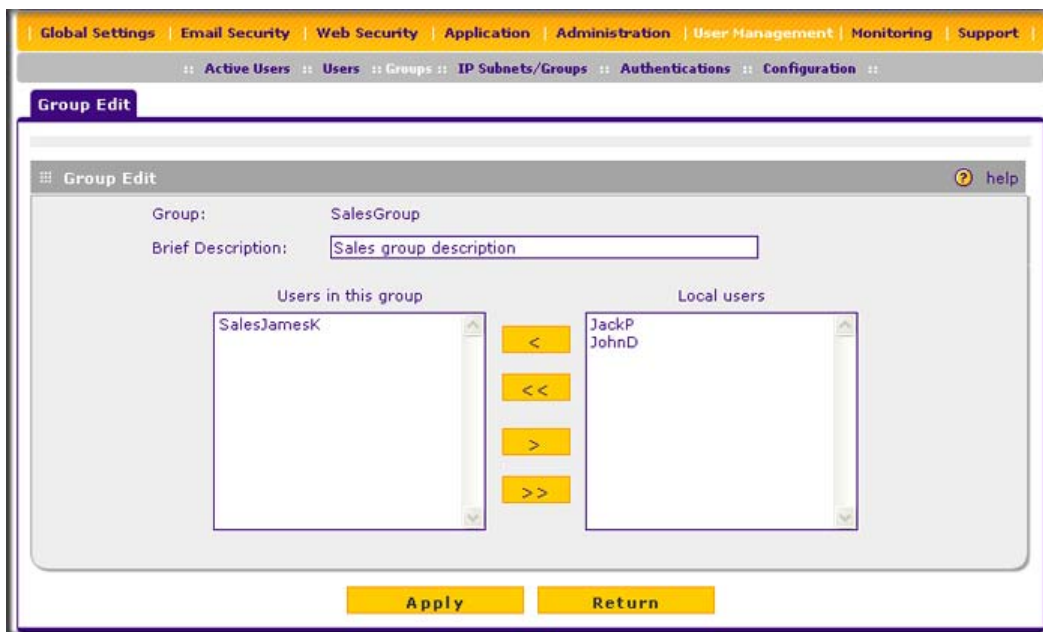 Global Settings | Email Security | Web Security | Application | Administration | User Management | Monitoring | Support
:: Active Users :: Users :: Groups :: IP Subnets/Groups :: Authentications :: Configuration ::
Group Edit
Group Edit
? help
Group: SalesGroup
Brief Description: Sales group description
Users in this group
Local users
SalesJamesK
JackP
JohnD
<
<<
>
>>
Apply
Return